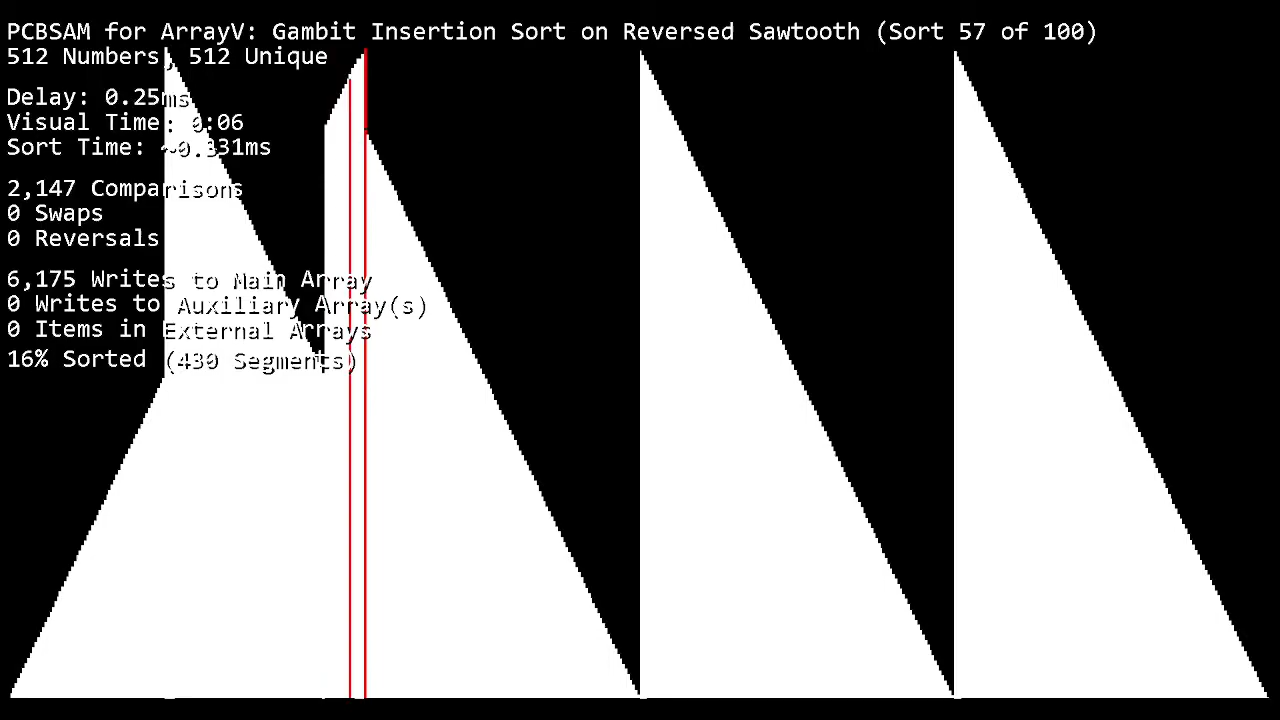 PCBSAM for ArrayV: Gambit Insertion Sort on Reversed Sawtooth (Sort 57 of 100)
512 Numbers, 512 Unique
Delay: 0.25ms
Visual Time: 0:06
Sort Time: ~0.331ms
2,147 Comparisons
0 Swaps
0 Reversals
6,175 Writes to Main Array
0 Writes to Auxiliary Array(s)
0 Items in External Arrays
16% Sorted (430 Segments)